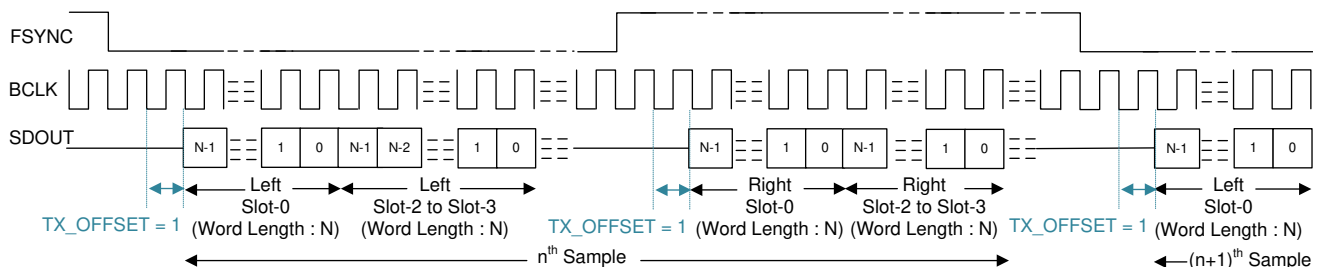 FSYNC
BCLK
SDOUT
N-1 1 0 N-1 N-2 1 0 N-1 1 0 N-1 1 0 N-1 1 0
Left Left Right Right Left
Slot-0 Slot-2 to Slot-3 Slot-0 Slot-2 to Slot-3 Slot-0
TX_OFFSET = 1 (Word Length : N) (Word Length : N) TX_OFFSET = 1 (Word Length : N) (Word Length : N) TX_OFFSET = 1 (Word Length : N)
nth Sample (n+1)th Sample